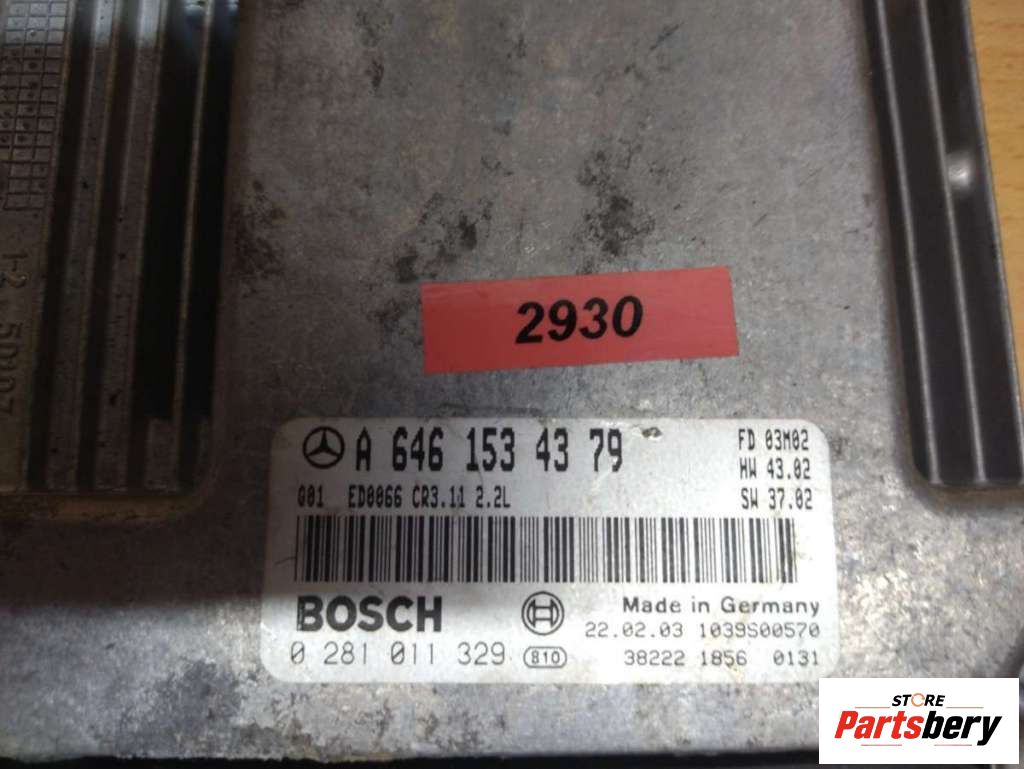 2930
A 646 153 43 79
FD 03M02
HW 43.02
Q01 ED0066 CR3.11 2.2L
SW 37.02
BOSCH
Made in Germany
22.02.03 1039S00570
0 281 011 329 810
38222 1856 0131
STORE
Partsbery